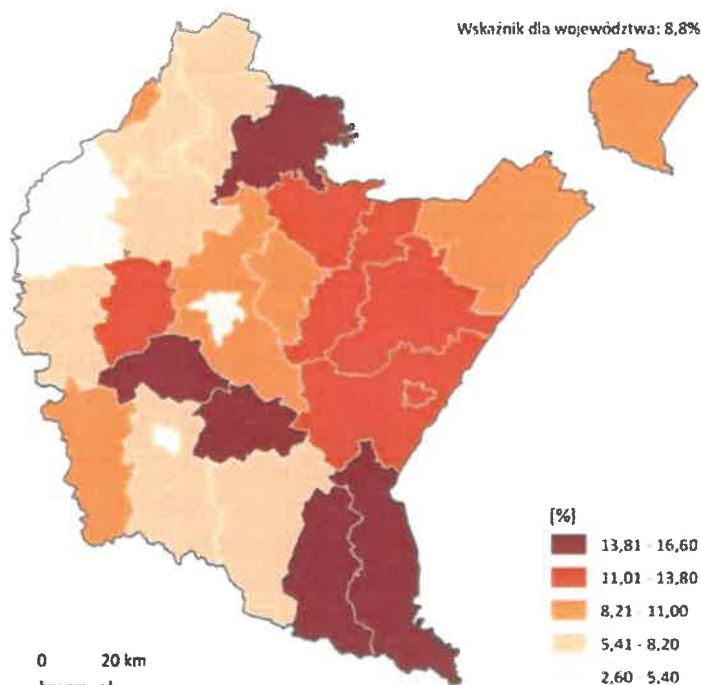 Wskaźnik dla województwa: 8,8%
[%]
13,81 - 16,60
11,01 - 13,80
8,21 - 11,00
5,41 - 8,20
2,60 - 5,40
0 20 km